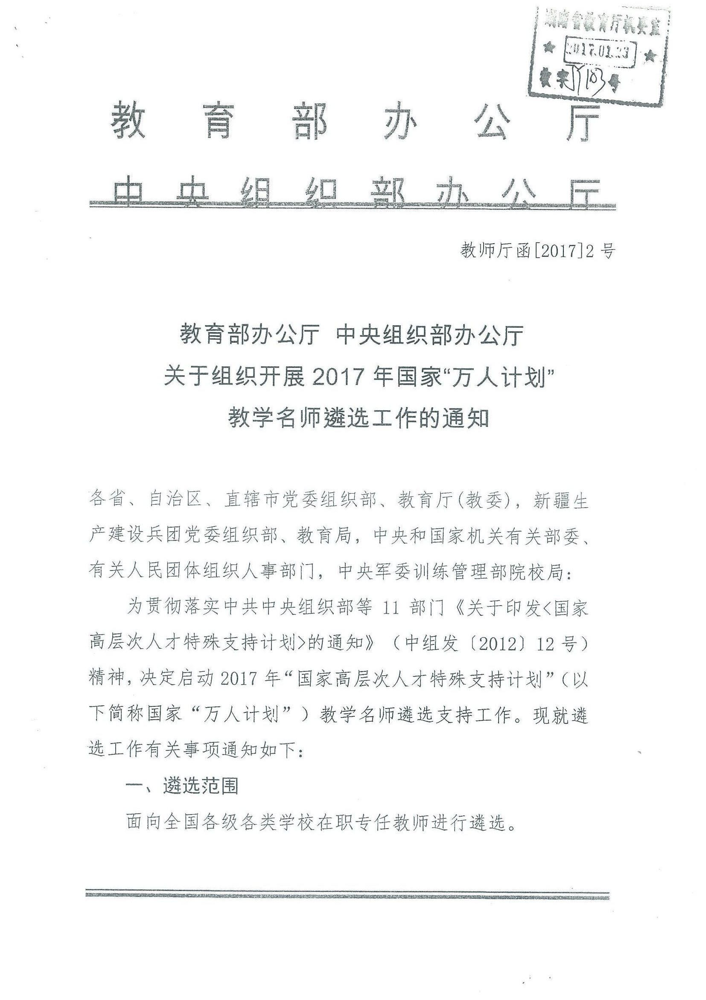 湖南省教育厅机要室
2017.01.23
号
教育部办公厅
中央组织部办公厅
教师厅函[2017]2 号
教育部办公厅 中央组织部办公厅
关于组织开展 2017 年国家“万人计划”
教学名师遴选工作的通知
各省、自治区、直辖市党委组织部、教育厅(教委)，新疆生
产建设兵团党委组织部、教育局，中央和国家机关有关部委、
有关人民团体组织人事部门，中央军委训练管理部院校局：
为贯彻落实中共中央组织部等 11 部门《关于印发<国家
高层次人才特殊支持计划>的通知》（中组发〔2012〕12 号）
精神，决定启动 2017 年“国家高层次人才特殊支持计划”（以
下简称国家“万人计划”）教学名师遴选支持工作。现就遴
选工作有关事项通知如下：
一、遴选范围
面向全国各级各类学校在职专任教师进行遴选。